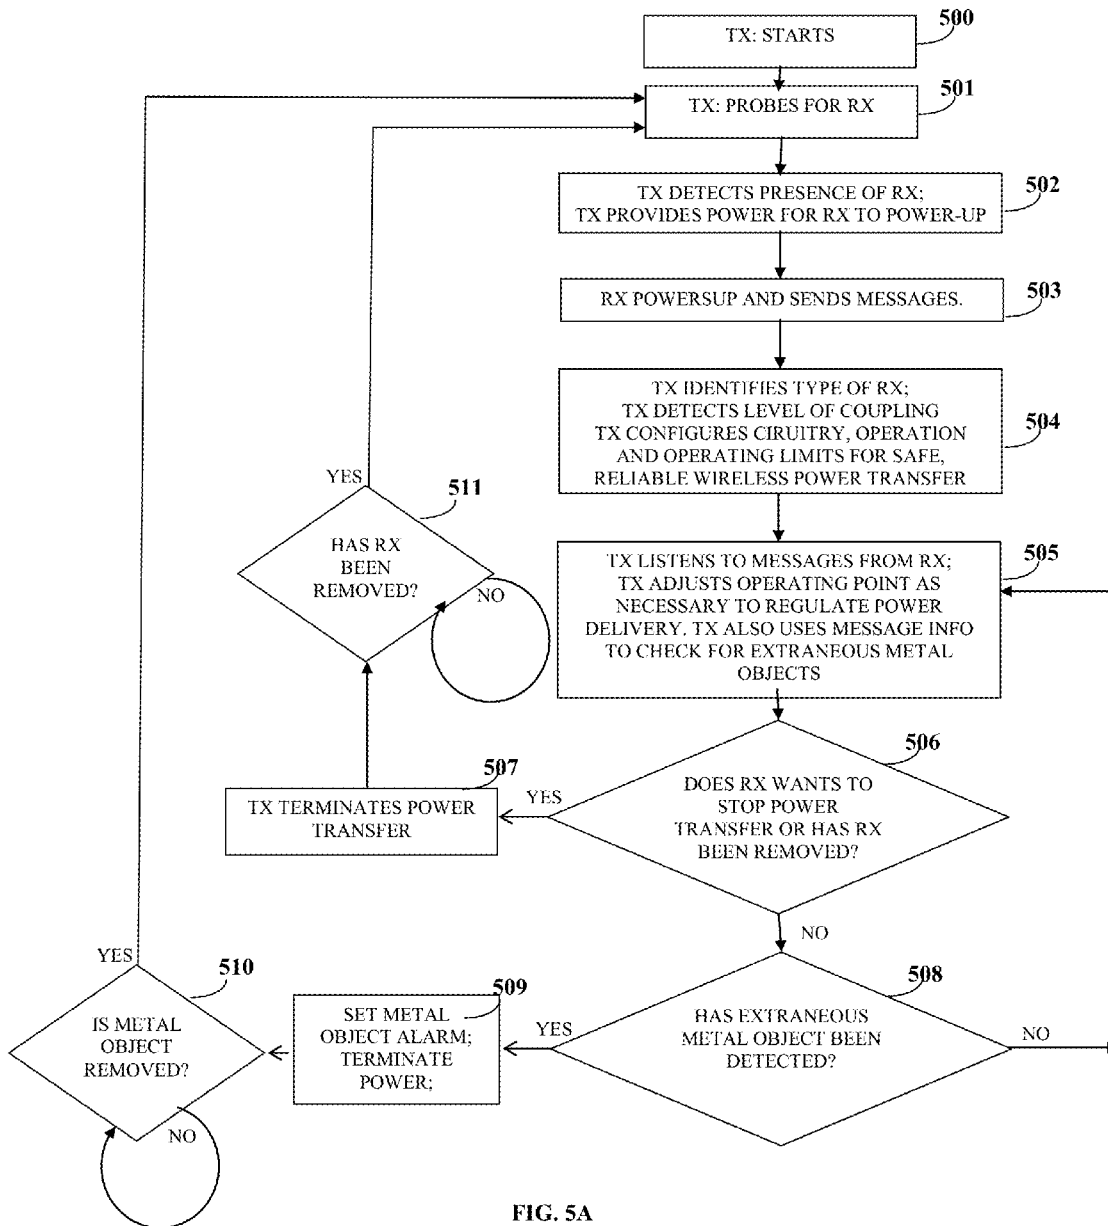 500
TX: STARTS
501
TX: PROBES FOR RX
502
TX DETECTS PRESENCE OF RX;
TX PROVIDES POWER FOR RX TO POWER-UP
503
RX POWERSUP AND SENDS MESSAGES.
504
TX IDENTIFIES TYPE OF RX;
TX DETECTS LEVEL OF COUPLING
TX CONFIGURES CIRUITRY, OPERATION
AND OPERATING LIMITS FOR SAFE,
RELIABLE WIRELESS POWER TRANSFER
YES
511
HAS RX
BEEN
REMOVED?
NO
505
TX LISTENS TO MESSAGES FROM RX;
TX ADJUSTS OPERATING POINT AS
NECESSARY TO REGULATE POWER
DELIVERY. TX ALSO USES MESSAGE INFO
TO CHECK FOR EXTRANEOUS METAL
OBJECTS
506
DOES RX WANTS TO
STOP POWER
TRANSFER OR HAS RX
BEEN REMOVED?
YES
507
TX TERMINATES POWER
TRANSFER
NO
508
HAS EXTRANEOUS
METAL OBJECT BEEN
DETECTED?
NO
YES
509
SET METAL
OBJECT ALARM;
TERMINATE
POWER;
YES
510
IS METAL
OBJECT
REMOVED?
NO
FIG. 5A